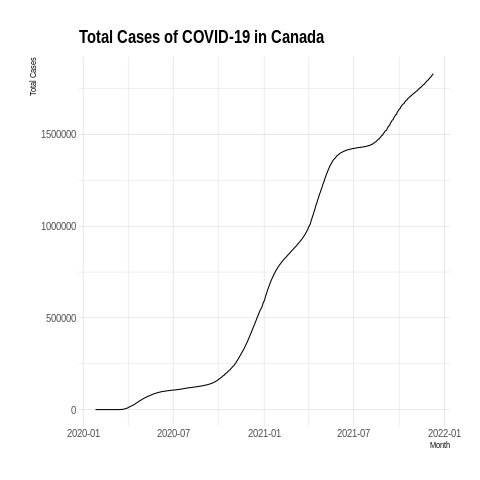 Total Cases of COVID-19 in Canada
Total Cases
1500000
1000000
500000
0
2020-01 2020-07 2021-01 2021-07 2022-01
Month